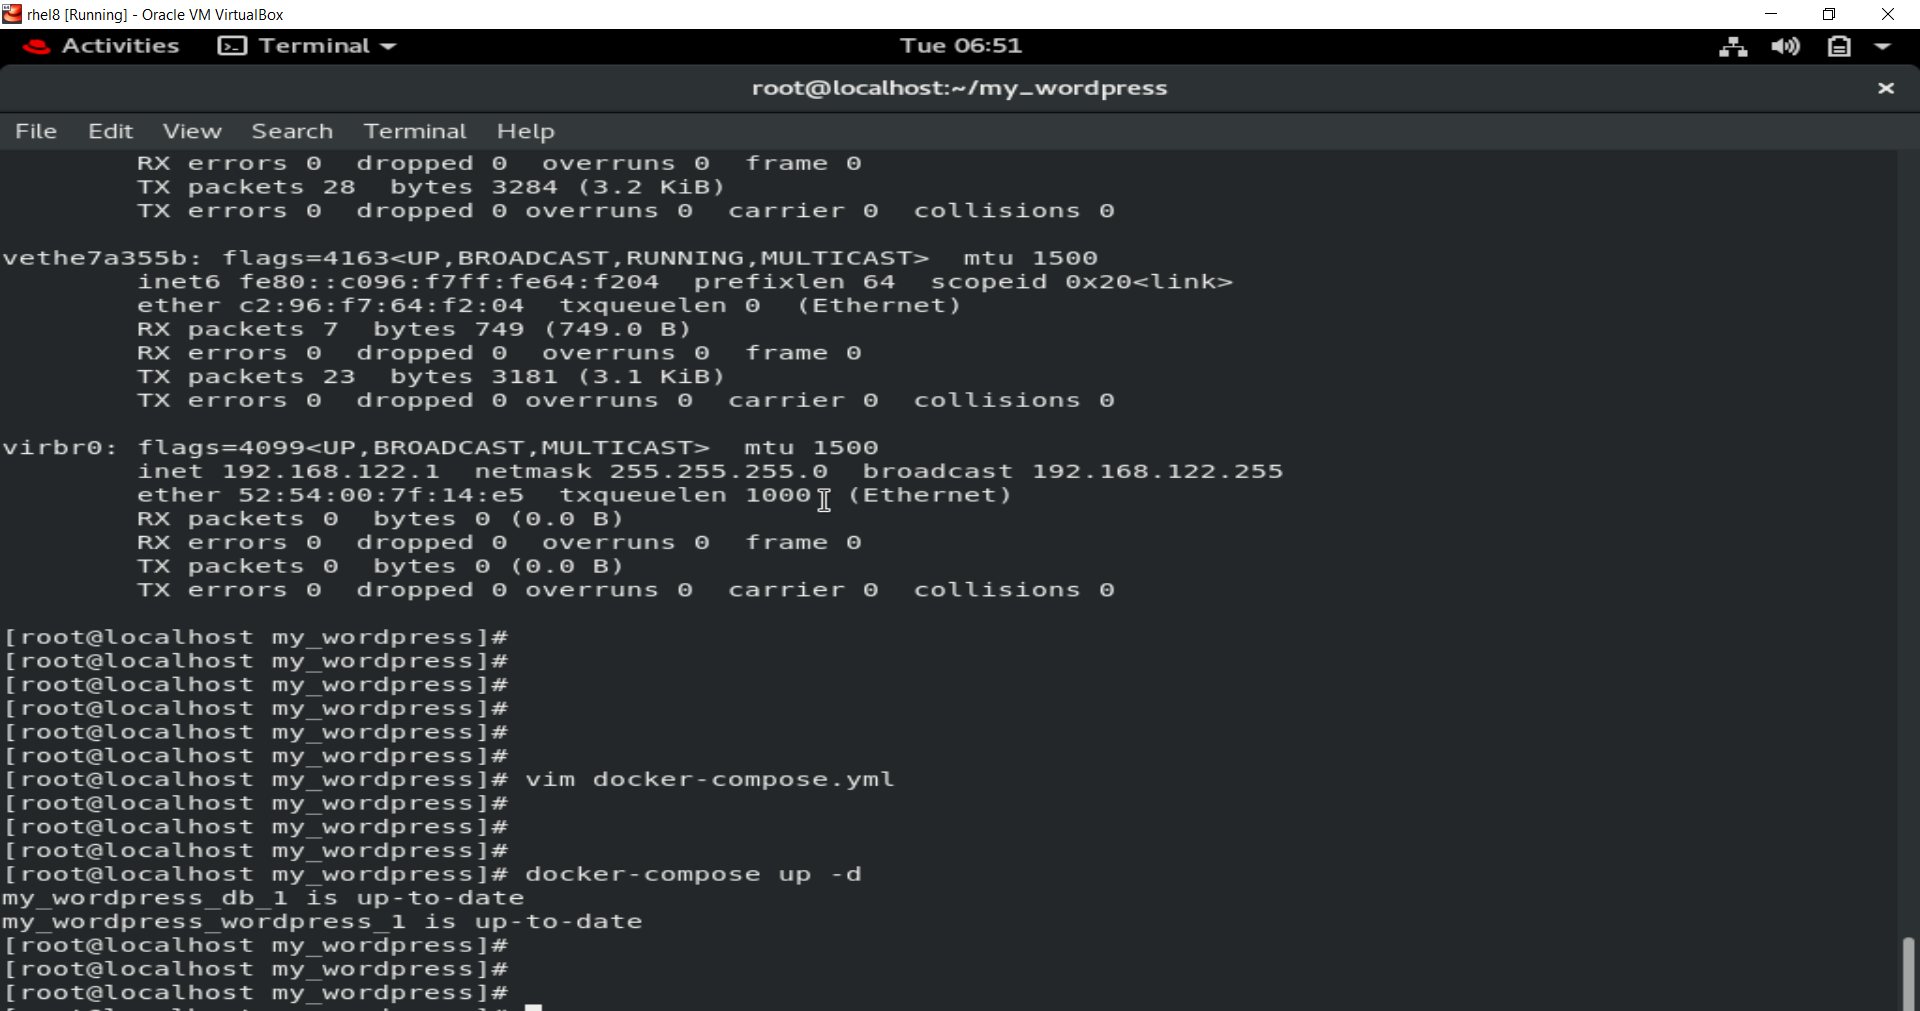 rhel8 [Running] - Oracle VM VirtualBox
Activities Terminal Tue 06:51
root@localhost:~/my_wordpress
File Edit View Search Terminal Help
RX errors 0  dropped 0  overruns 0  frame 0
TX packets 28  bytes 3284 (3.2 KiB)
TX errors 0  dropped 0 overruns 0  carrier 0  collisions 0
vethe7a355b: flags=4163<UP,BROADCAST,RUNNING,MULTICAST>  mtu 1500
inet6 fe80::c096:f7ff:fe64:f204  prefixlen 64  scopeid 0x20<link>
ether c2:96:f7:64:f2:04  txqueuelen 0  (Ethernet)
RX packets 7  bytes 749 (749.0 B)
RX errors 0  dropped 0  overruns 0  frame 0
TX packets 23  bytes 3181 (3.1 KiB)
TX errors 0  dropped 0 overruns 0  carrier 0  collisions 0
virbr0: flags=4099<UP,BROADCAST,MULTICAST>  mtu 1500
inet 192.168.122.1  netmask 255.255.255.0  broadcast 192.168.122.255
ether 52:54:00:7f:14:e5  txqueuelen 1000  (Ethernet)
RX packets 0  bytes 0 (0.0 B)
RX errors 0  dropped 0  overruns 0  frame 0
TX packets 0  bytes 0 (0.0 B)
TX errors 0  dropped 0 overruns 0  carrier 0  collisions 0
[root@localhost my_wordpress]#
[root@localhost my_wordpress]#
[root@localhost my_wordpress]#
[root@localhost my_wordpress]#
[root@localhost my_wordpress]#
[root@localhost my_wordpress]#
[root@localhost my_wordpress]# vim docker-compose.yml
[root@localhost my_wordpress]#
[root@localhost my_wordpress]#
[root@localhost my_wordpress]#
[root@localhost my_wordpress]# docker-compose up -d
my_wordpress_db_1 is up-to-date
my_wordpress_wordpress_1 is up-to-date
[root@localhost my_wordpress]#
[root@localhost my_wordpress]#
[root@localhost my_wordpress]#